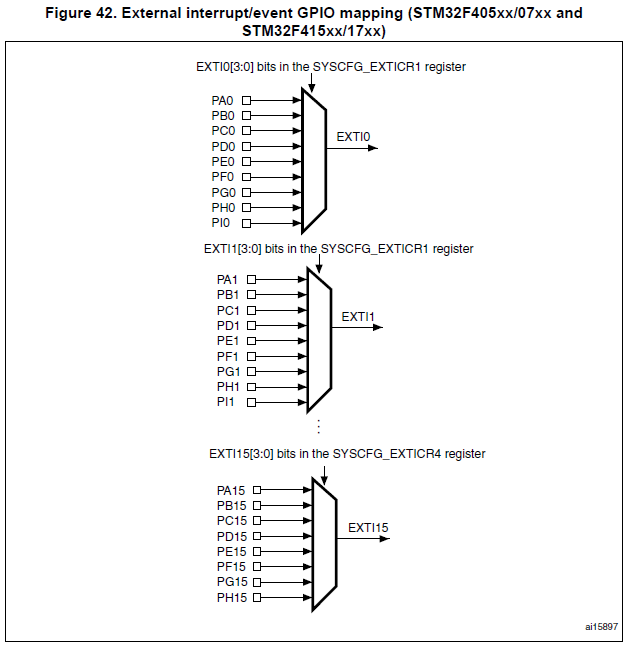 Figure 42. External interrupt/event GPIO mapping (STM32F405xx/07xx and
STM32F415xx/17xx)
EXTI0[3:0] bits in the SYSCFG_EXTICR1 register
PA0
PB0
PC0
PD0
PE0
PF0
PG0
PH0
PI0
EXTI0
EXTI1[3:0] bits in the SYSCFG_EXTICR1 register
PA1
PB1
PC1
PD1
PE1
PF1
PG1
PH1
PI1
EXTI1
EXTI15[3:0] bits in the SYSCFG_EXTICR4 register
PA15
PB15
PC15
PD15
PE15
PF15
PG15
PH15
EXTI15
ai15897